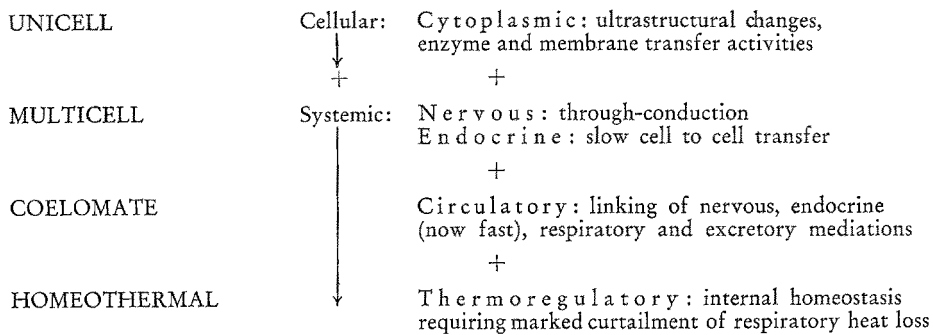 UNICELL Cellular: Cytoplasmic: ultrastructural changes,
enzyme and membrane transfer activities
+ +
MULTICELL Systemic: Nervous: through-conduction
Endocrine: slow cell to cell transfer
+
COELOMATE Circulatory: linking of nervous, endocrine
(now fast), respiratory and excretory mediations
+
HOMEOTHERMAL Thermoregulatory: internal homeostasis
requiring marked curtailment of respiratory heat loss